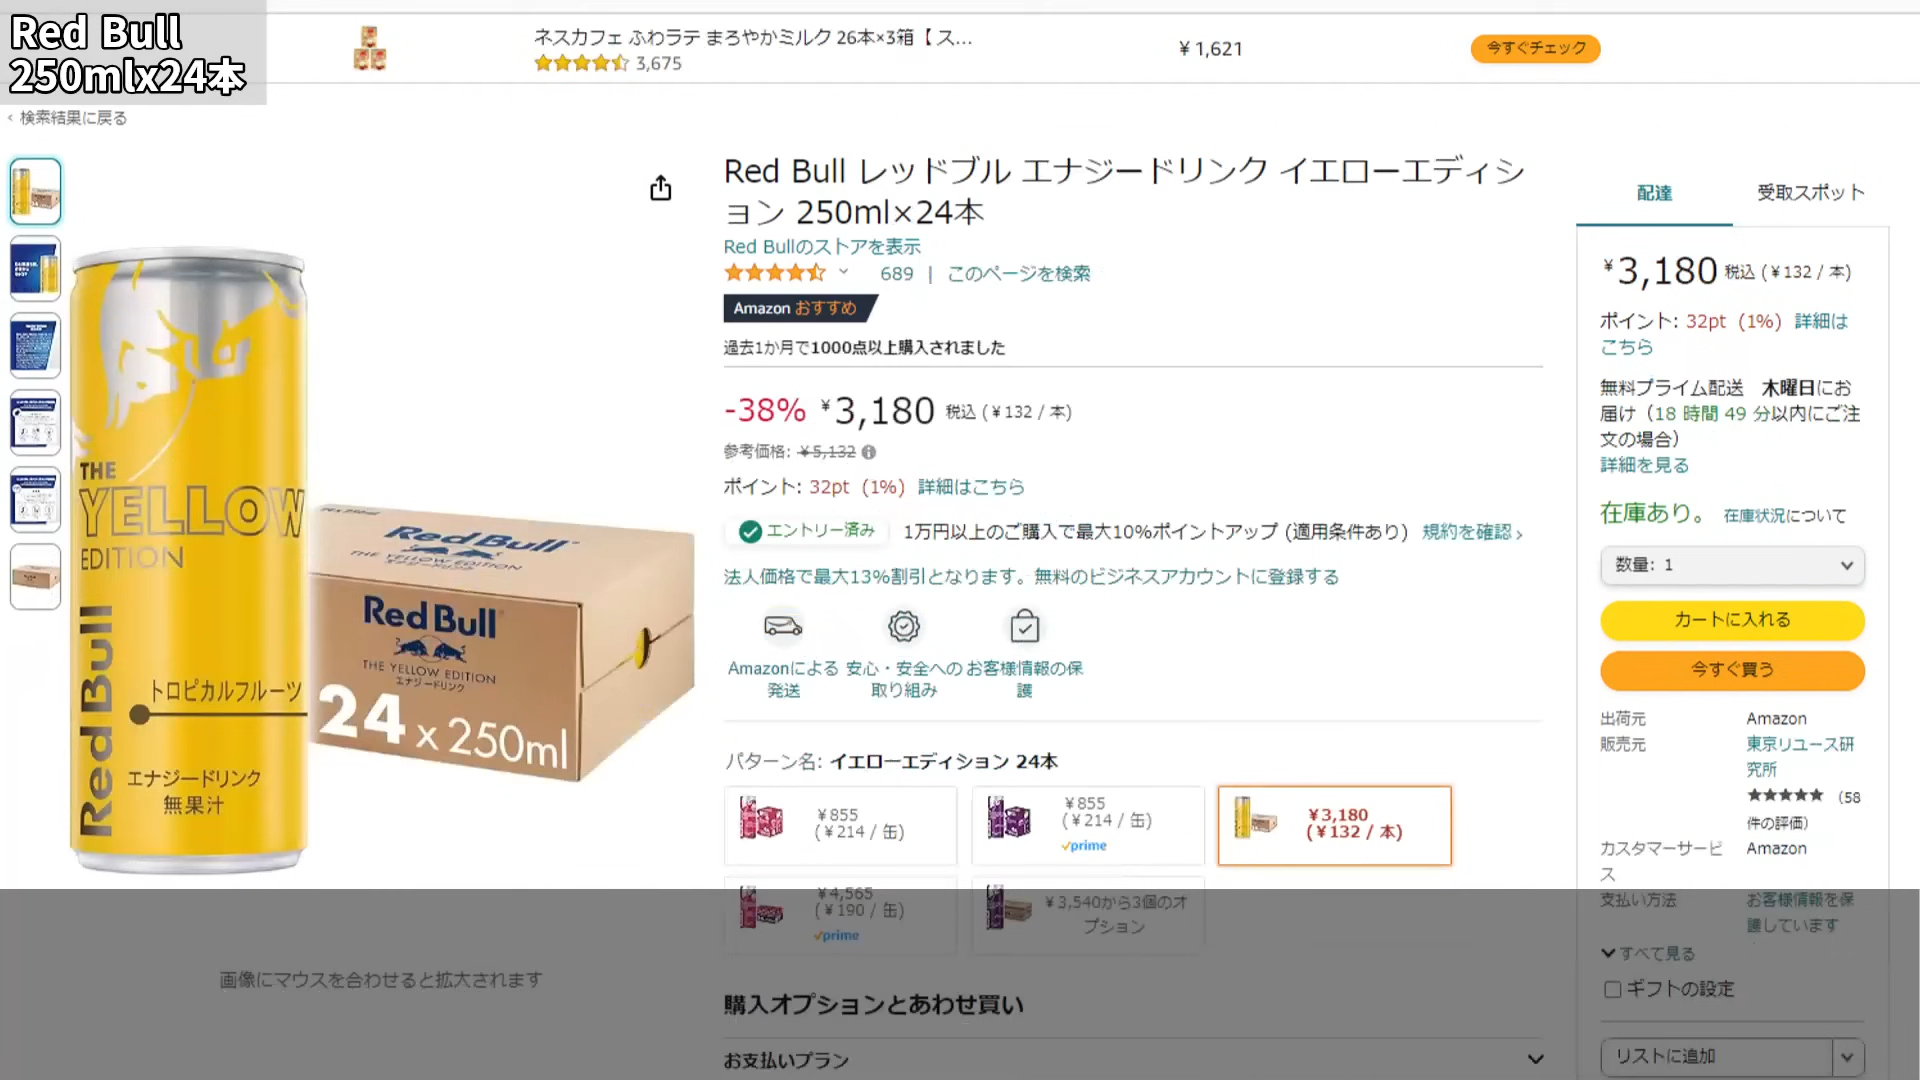 Red Bull
250mlx24本
ネスカフェ ふわラテ まろやかミルク 26本×3箱【 ス...
3,675
¥1,621
今すぐチェック
‹ 検索結果に戻る
Red Bull レッドブル エナジードリンク イエローエディシ
ョン 250ml×24本
Red Bullのストアを表示
689 | このページを検索
Amazon おすすめ
過去1か月で1000点以上購入されました
-38% ¥3,180 税込 (¥132 / 本)
参考価格: ¥5,132
ポイント: 32pt (1%) 詳細はこちら
エントリー済み 1万円以上のご購入で最大10%ポイントアップ (適用条件あり) 規約を確認 ›
法人価格で最大13%割引となります。無料のビジネスアカウントに登録する
Amazonによる
発送
安心・安全への
取り組み
お客様情報の保
護
パターン名: イエローエディション 24本
¥855
(¥214 / 缶)
¥855
(¥214 / 缶)
prime
¥3,180
(¥132 / 本)
¥4,565
(¥190 / 缶)
prime
¥3,540から3個のオ
プション
購入オプションとあわせ買い
お支払いプラン
THE
YELLOW
EDITION
Red Bull
トロピカルフルーツ
エナジードリンク
無果汁
Red Bull
THE YELLOW EDITION
エナジードリンク
Red Bull
THE YELLOW EDITION
エナジードリンク
24 x 250ml
画像にマウスを合わせると拡大されます
配達
受取スポット
¥3,180 税込 (¥132 / 本)
ポイント: 32pt (1%) 詳細は
こちら
無料プライム配送 木曜日にお
届け（18 時間 49 分以内にご注
文の場合）
詳細を見る
在庫あり。 在庫状況について
数量: 1
カートに入れる
今すぐ買う
出荷元 Amazon
販売元 東京リユース研
究所
★★★★★ (58
件の評価)
カスタマーサービ
ス
Amazon
支払い方法 お客様情報を保
護しています
すべて見る
ギフトの設定
リストに追加